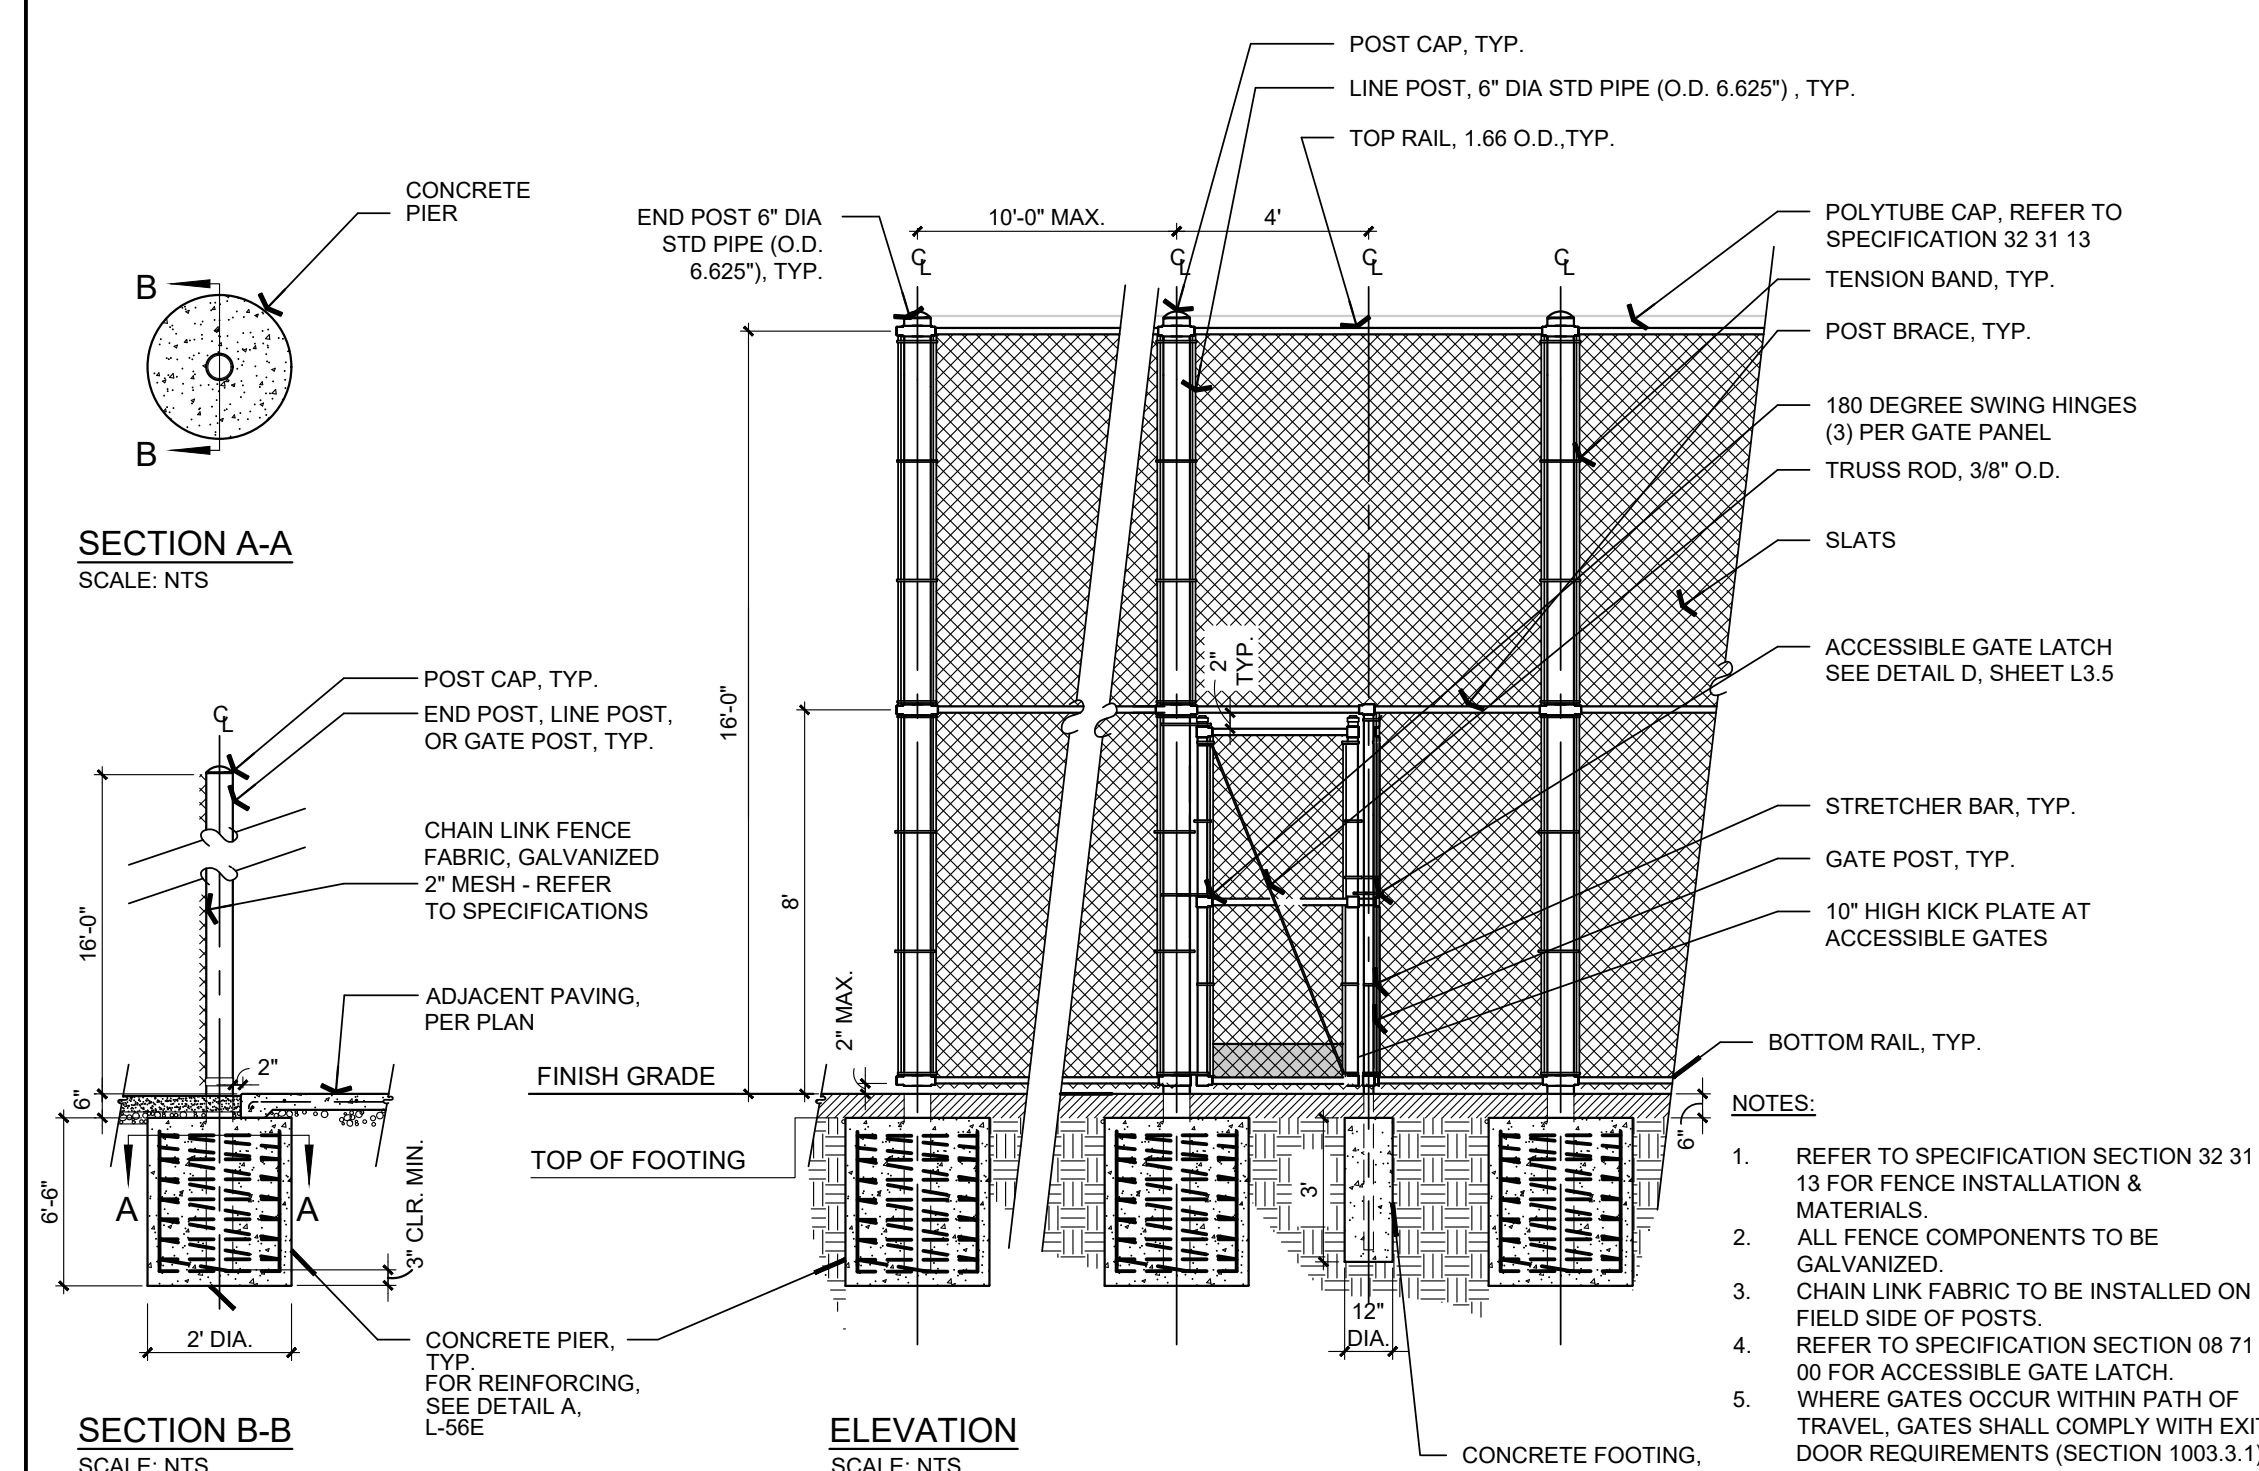 POST CAP, TYP.
LINE POST, 6" DIA STD PIPE (O.D. 6.625") , TYP.
TOP RAIL, 1.66 O.D.,TYP.
CONCRETE
PIER
END POST 6" DIA
STD PIPE (O.D.
6.625"), TYP.
10'-0" MAX.
4'
CL
CL
CL
CL
POLYTUBE CAP, REFER TO
SPECIFICATION 32 31 13
TENSION BAND, TYP.
POST BRACE, TYP.
180 DEGREE SWING HINGES
(3) PER GATE PANEL
TRUSS ROD, 3/8" O.D.
SLATS
ACCESSIBLE GATE LATCH
SEE DETAIL D, SHEET L3.5
STRETCHER BAR, TYP.
GATE POST, TYP.
10" HIGH KICK PLATE AT
ACCESSIBLE GATES
BOTTOM RAIL, TYP.
B
B
SECTION A-A
SCALE: NTS
POST CAP, TYP.
END POST, LINE POST,
OR GATE POST, TYP.
CL
CHAIN LINK FENCE
FABRIC, GALVANIZED
2" MESH - REFER
TO SPECIFICATIONS
16'-0"
ADJACENT PAVING,
PER PLAN
2"
6"
6'-6"
A
A
3" CLR. MIN.
2' DIA.
CONCRETE PIER,
TYP.
FOR REINFORCING,
SEE DETAIL A,
L-56E
SECTION B-B
SCALE: NTS
16'-0"
8'
2" MAX.
2"
TYP.
FINISH GRADE
TOP OF FOOTING
3'
12"
DIA.
6"
ELEVATION
SCALE: NTS
CONCRETE FOOTING,
NOTES:
1. REFER TO SPECIFICATION SECTION 32 31
13 FOR FENCE INSTALLATION &
MATERIALS.
2. ALL FENCE COMPONENTS TO BE
GALVANIZED.
3. CHAIN LINK FABRIC TO BE INSTALLED ON
FIELD SIDE OF POSTS.
4. REFER TO SPECIFICATION SECTION 08 71
00 FOR ACCESSIBLE GATE LATCH.
5. WHERE GATES OCCUR WITHIN PATH OF
TRAVEL, GATES SHALL COMPLY WITH EXIT
DOOR REQUIREMENTS (SECTION 1003.3.1)